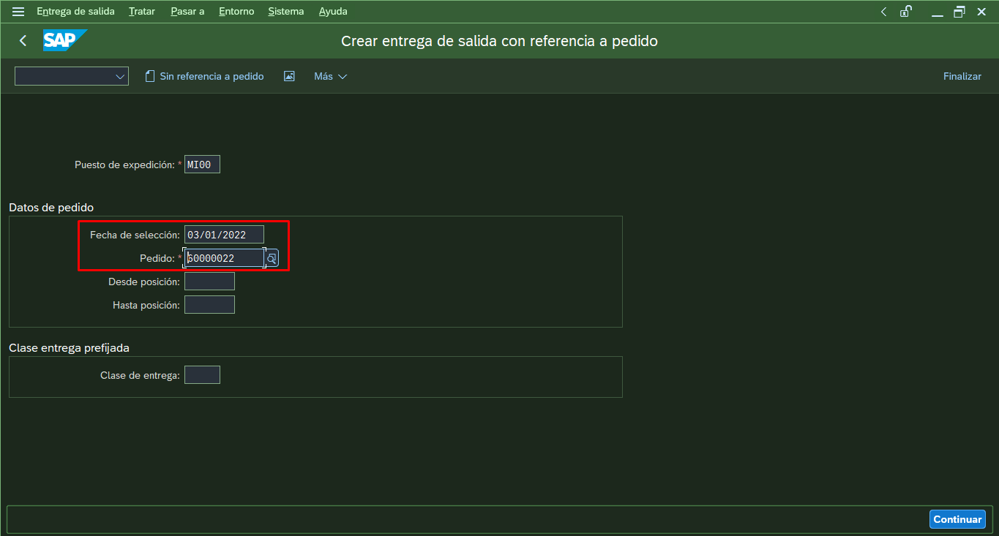 Entrega de salida Tratar Pasar a Entorno Sistema Ayuda
SAP Crear entrega de salida con referencia a pedido
Sin referencia a pedido Más Finalizar
Puesto de expedición: * MI00
Datos de pedido
Fecha de selección: 03/01/2022
Pedido: * 60000022
Desde posición:
Hasta posición:
Clase entrega prefijada
Clase de entrega:
Continuar